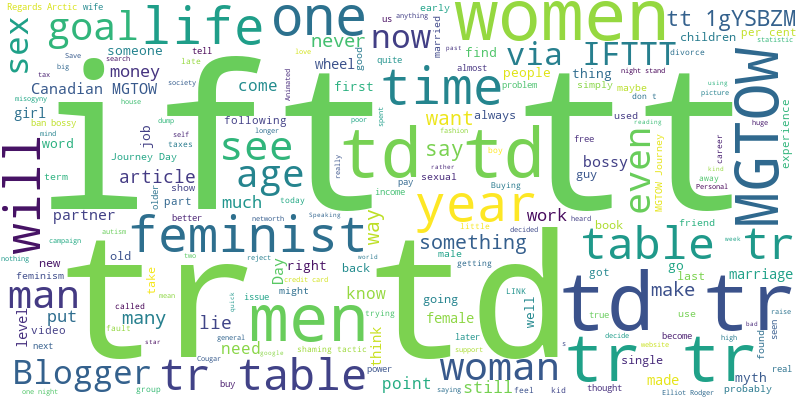 Regards Arctic wife
sex goal life one women tt 1gYSBZM
us anything early
someone tell never now via IFTTT children per cent
married find divorce statistic
late good quite almost past
Save search love wheel people thing night stand
big tax money come Animated time simply maybe don t
Canadian MGTOW society first problem using
misogyny house ift tt picture
girl ban bossy dump self following longer poor spent want always used huge MGTOW
mind job taxes fashion reading career experience
word see td td say bossy free even
Journey Day really rather buy guy kind
will term article age sexual away MGTOW Journey
show older much income pay Buying Personal
part today year
partner better networth way little work heard book friend
campaign autism Speaking decided
nothing feminist something table tr
feminism old two reject world male getting week
new take Day right back go
man called issue know going LINK got last marriage
mean might credit card td make tr
level put many quick men trying female well true use
video fault lie general later become seen raise
next star need google think power support s decide high bad found
Cougar shaming tactic website real
Blogger tr table point still woman tr tr myth
tr td single
group buy saying feel kid thought made probably
one night Elliot Rodger